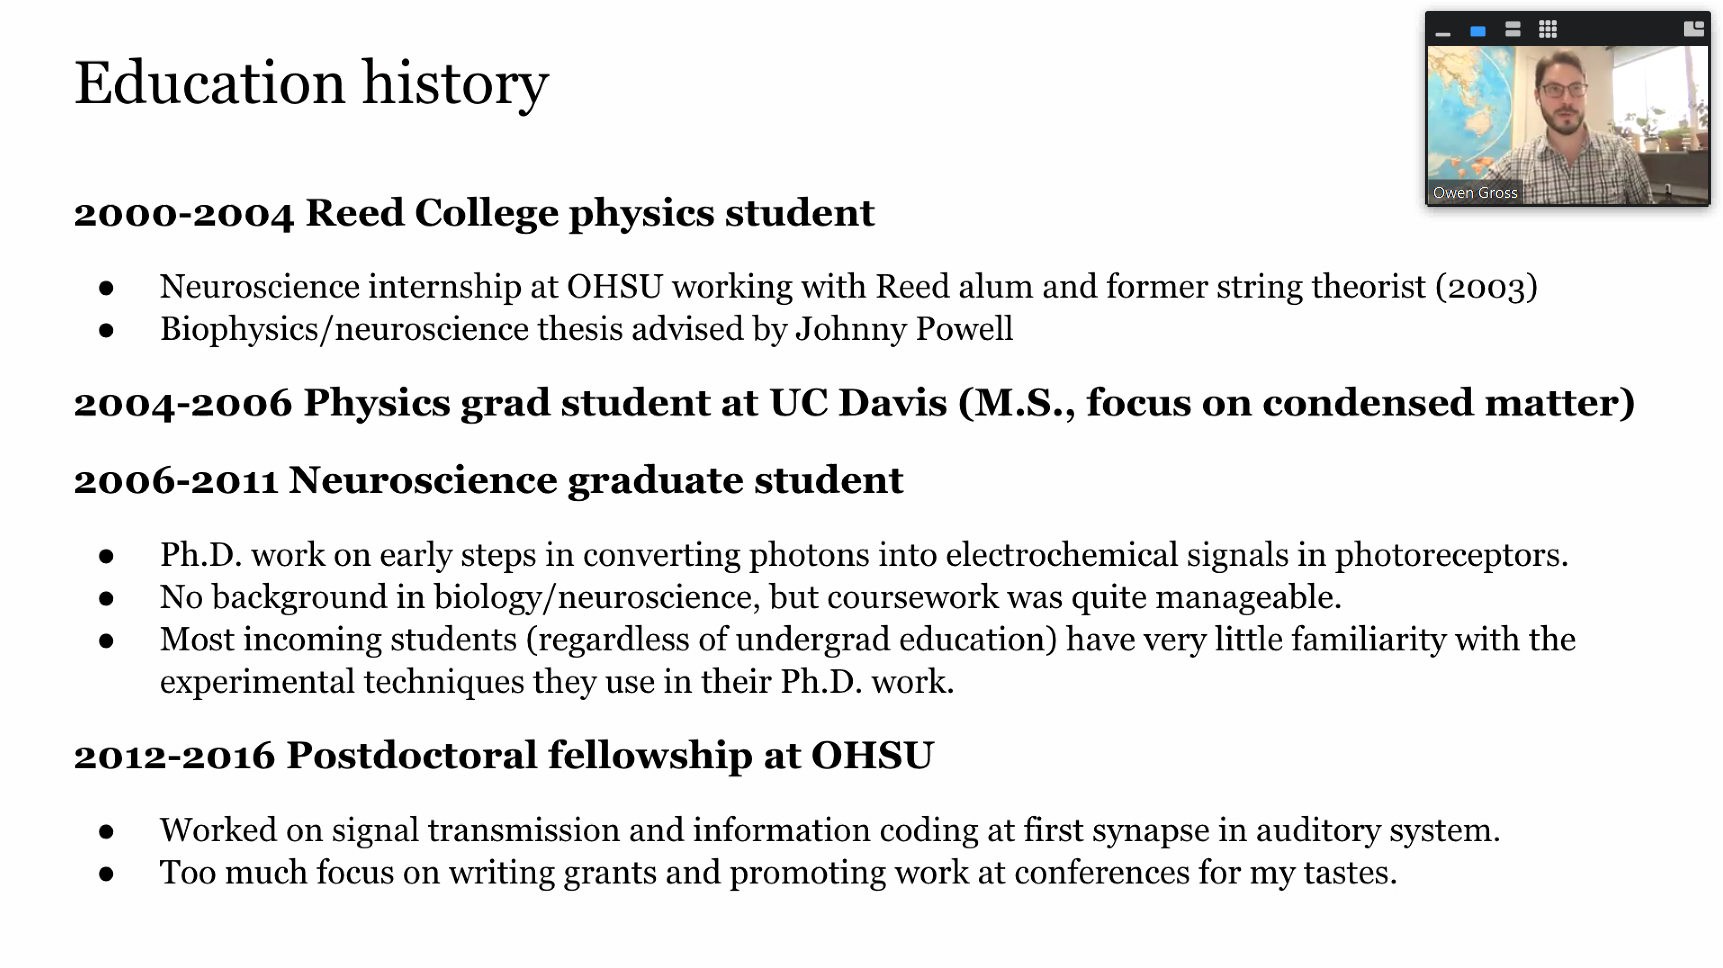 Education history
Owen Gross
2000-2004 Reed College physics student
● Neuroscience internship at OHSU working with Reed alum and former string theorist (2003)
● Biophysics/neuroscience thesis advised by Johnny Powell
2004-2006 Physics grad student at UC Davis (M.S., focus on condensed matter)
2006-2011 Neuroscience graduate student
● Ph.D. work on early steps in converting photons into electrochemical signals in photoreceptors.
● No background in biology/neuroscience, but coursework was quite manageable.
● Most incoming students (regardless of undergrad education) have very little familiarity with the
experimental techniques they use in their Ph.D. work.
2012-2016 Postdoctoral fellowship at OHSU
● Worked on signal transmission and information coding at first synapse in auditory system.
● Too much focus on writing grants and promoting work at conferences for my tastes.